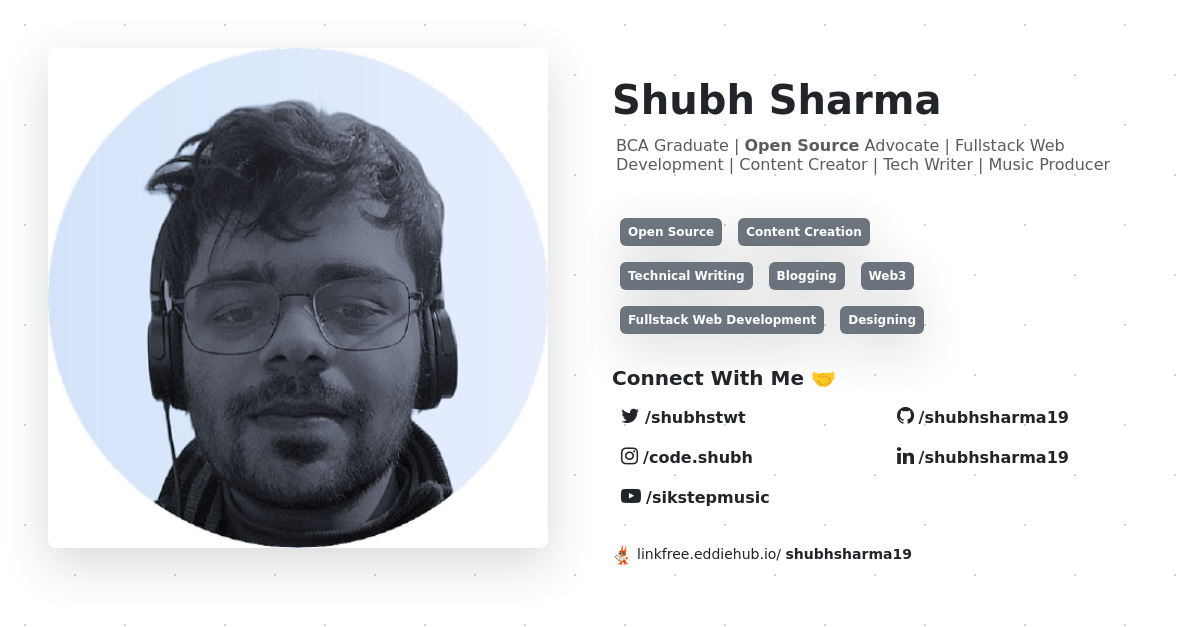 Shubh Sharma
BCA Graduate | Open Source Advocate | Fullstack Web
Development | Content Creator | Tech Writer | Music Producer
Open Source Content Creation
Technical Writing Blogging Web3
Fullstack Web Development Designing
Connect With Me 🤝
/shubhstwt /shubhsharma19
/code.shubh /shubhsharma19
/sikstepmusic
linkfree.eddiehub.io/ shubhsharma19